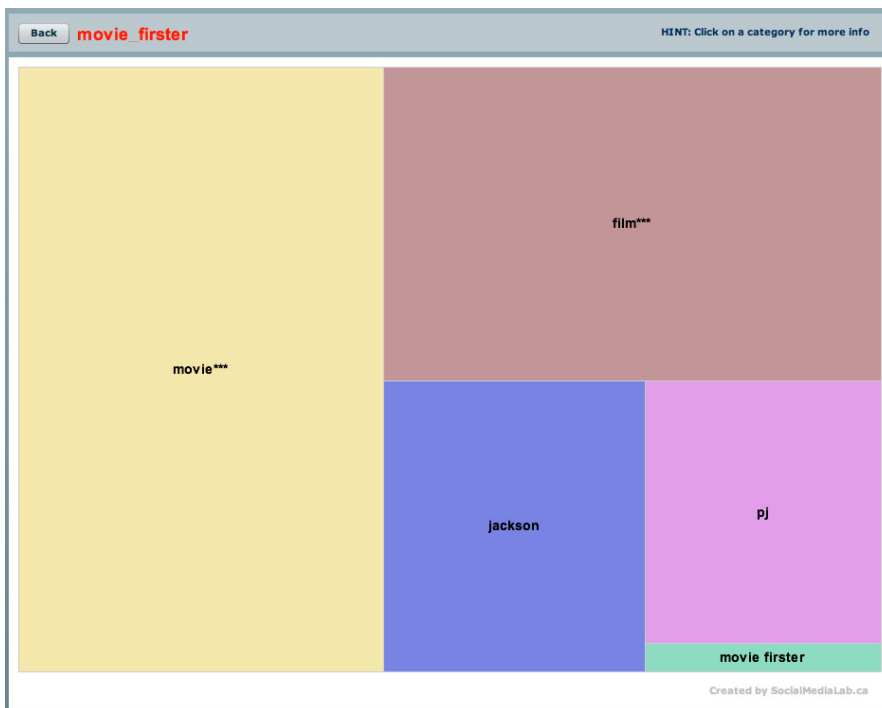 Back
movie_firster
HINT: Click on a category for more info
film***
movie***
jackson
pj
movie firster
Created by SocialMediaLab.ca